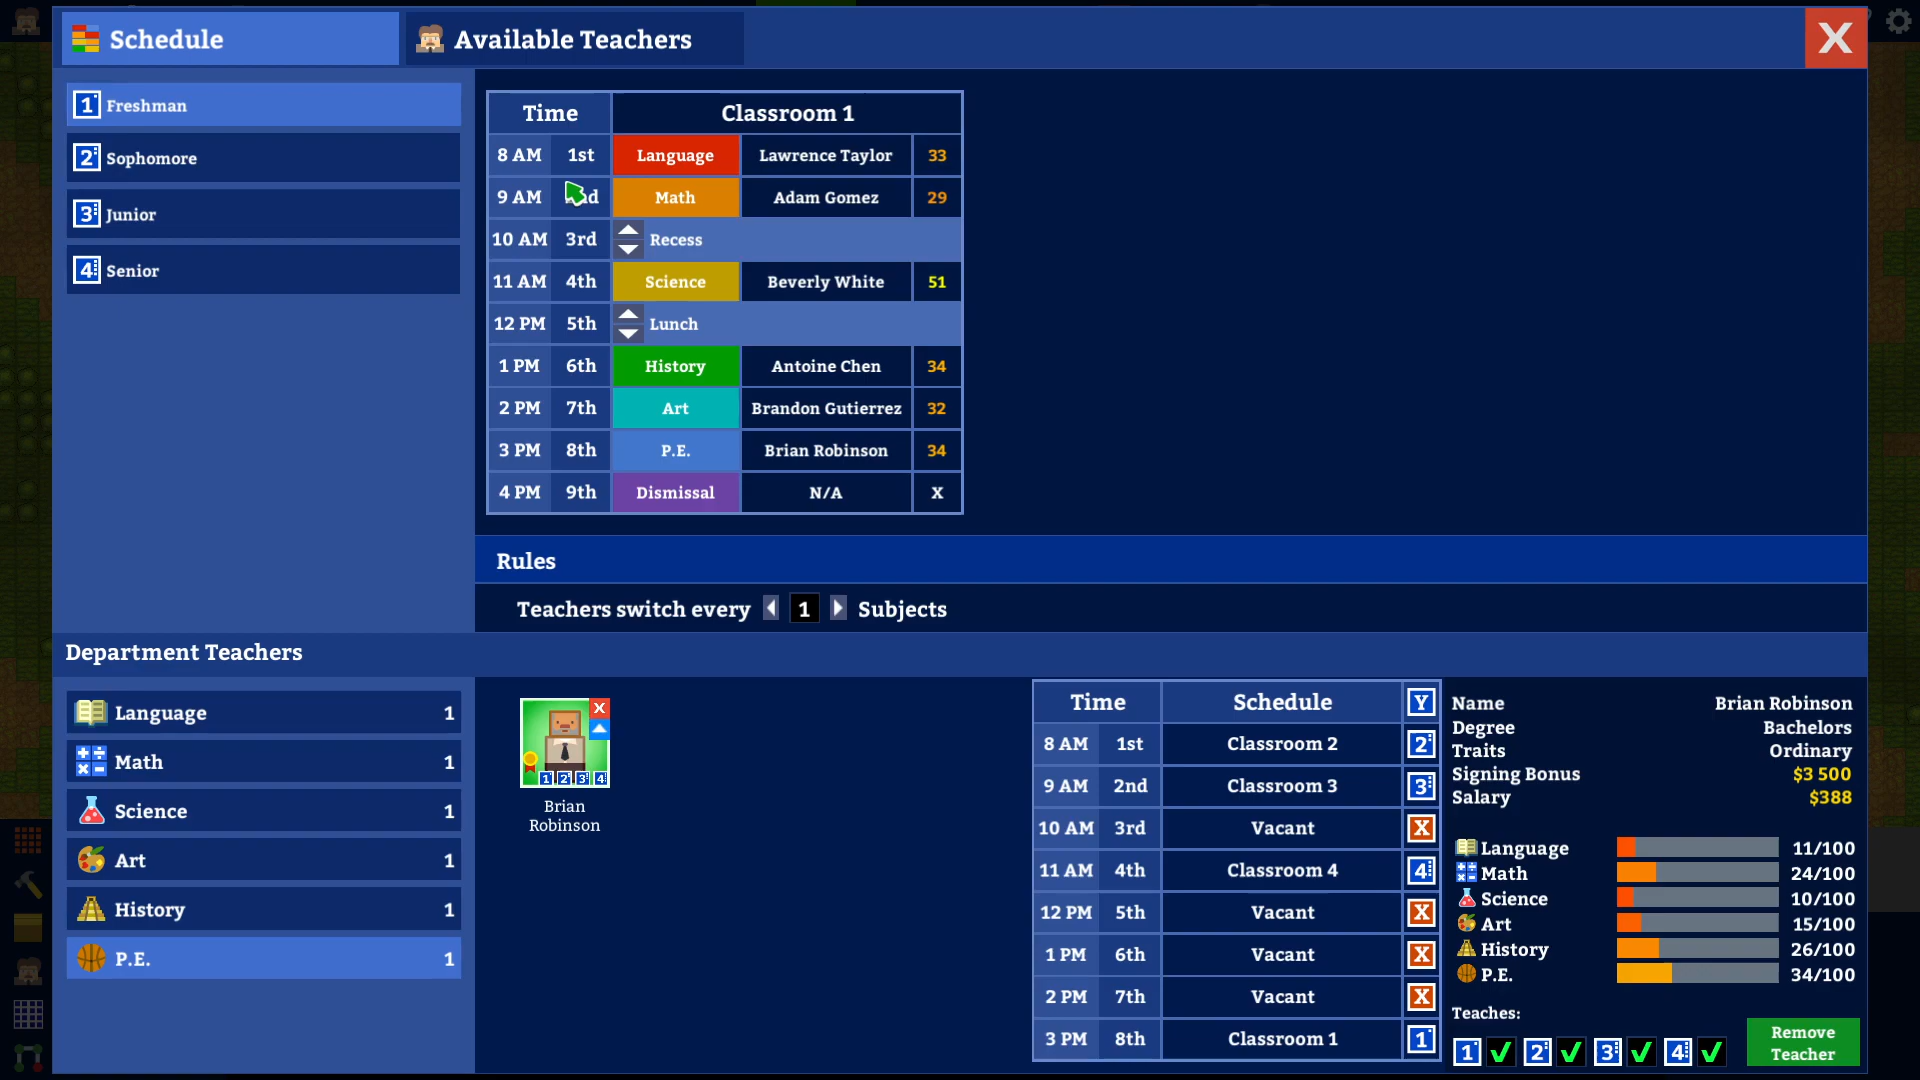 Schedule
Available Teachers
X
1 Freshman
2 Sophomore
3 Junior
4 Senior
Time Classroom 1
8 AM 1st Language Lawrence Taylor 33
9 AM Math Adam Gomez 29
10 AM 3rd Recess
11 AM 4th Science Beverly White 51
12 PM 5th Lunch
1 PM 6th History Antoine Chen 34
2 PM 7th Art Brandon Gutierrez 32
3 PM 8th P.E. Brian Robinson 34
4 PM 9th Dismissal N/A X
Rules
Teachers switch every 1 Subjects
Department Teachers
Language 1
Math 1
Science 1
Art 1
History 1
P.E. 1
X
1 2 3 4
Brian
Robinson
Time Schedule Y
8 AM 1st Classroom 2 2
9 AM 2nd Classroom 3 3
10 AM 3rd Vacant X
11 AM 4th Classroom 4 4
12 PM 5th Vacant X
1 PM 6th Vacant X
2 PM 7th Vacant X
3 PM 8th Classroom 1 1
Name Brian Robinson
Degree Bachelors
Traits Ordinary
Signing Bonus $3 500
Salary $388
Language 11/100
Math 24/100
Science 10/100
Art 15/100
History 26/100
P.E. 34/100
Teaches:
1 2 3 4
Remove
Teacher